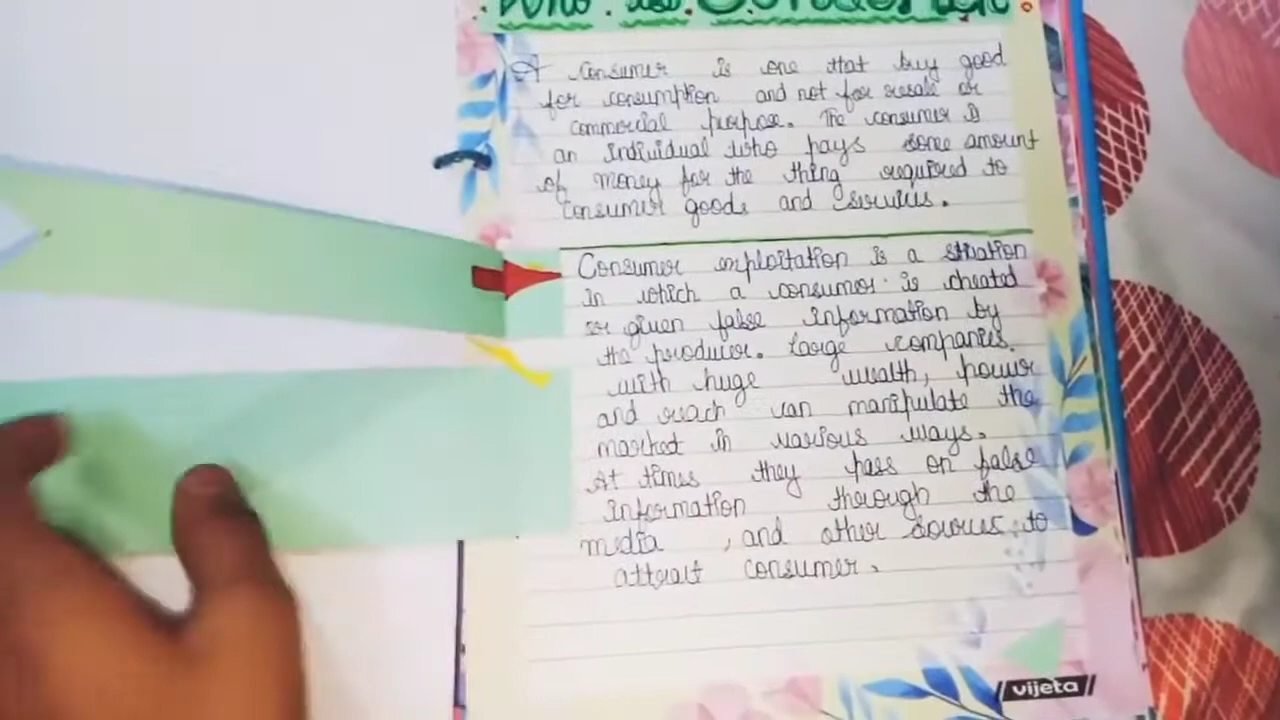 Who is Consumer.
A Consumer is one that buy good
for consumption and not for resale or
commercial purpose. The consumer is
an individual who pays some amount
of money for the thing required to
consumer goods and services.
Consumer exploitation is a situation
in which a consumer is cheated
or given false information by
the producer. Large companies.
with huge wealth, power
and reach can manipulate the
market in various ways.
At times they pass on false
information through the
media , and other sources to
attract consumer.
vijeta